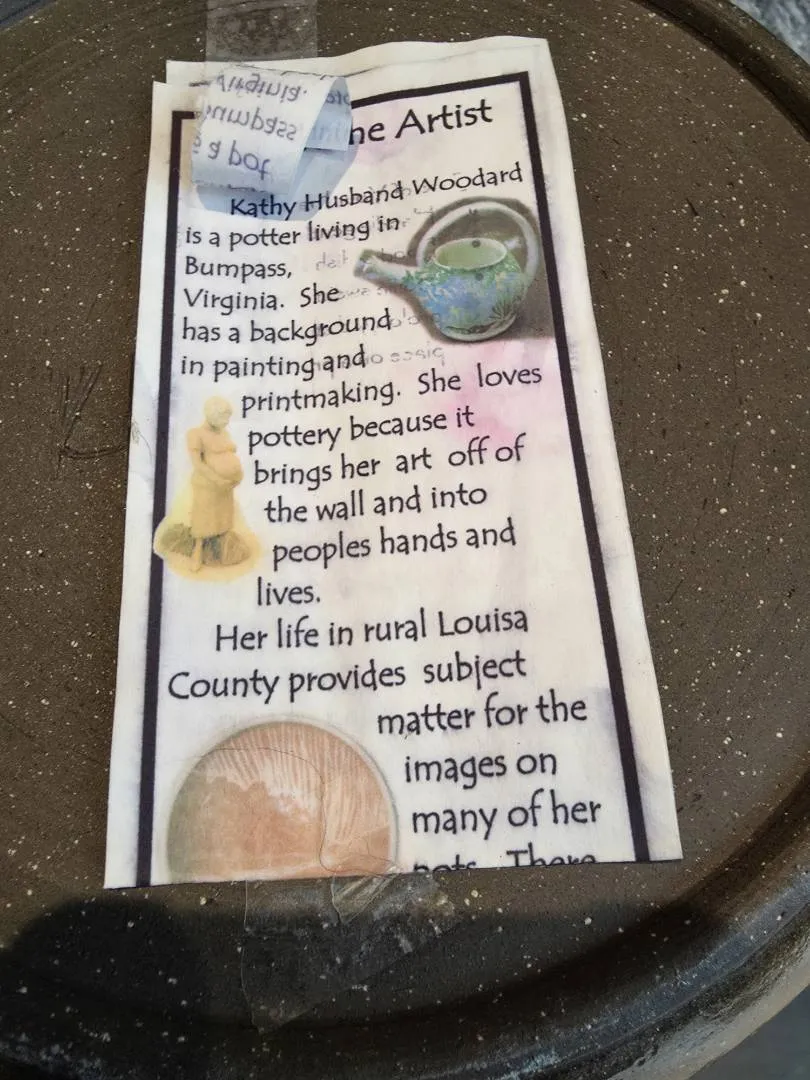 he Artist
Kathy Husband Woodard
is a potter living in
Bumpass,
Virginia. She
has a background
in painting and
printmaking. She loves
pottery because it
brings her art off of
the wall and into
peoples hands and
lives.
Her life in rural Louisa
County provides subject
matter for the
images on
many of her
pots. There